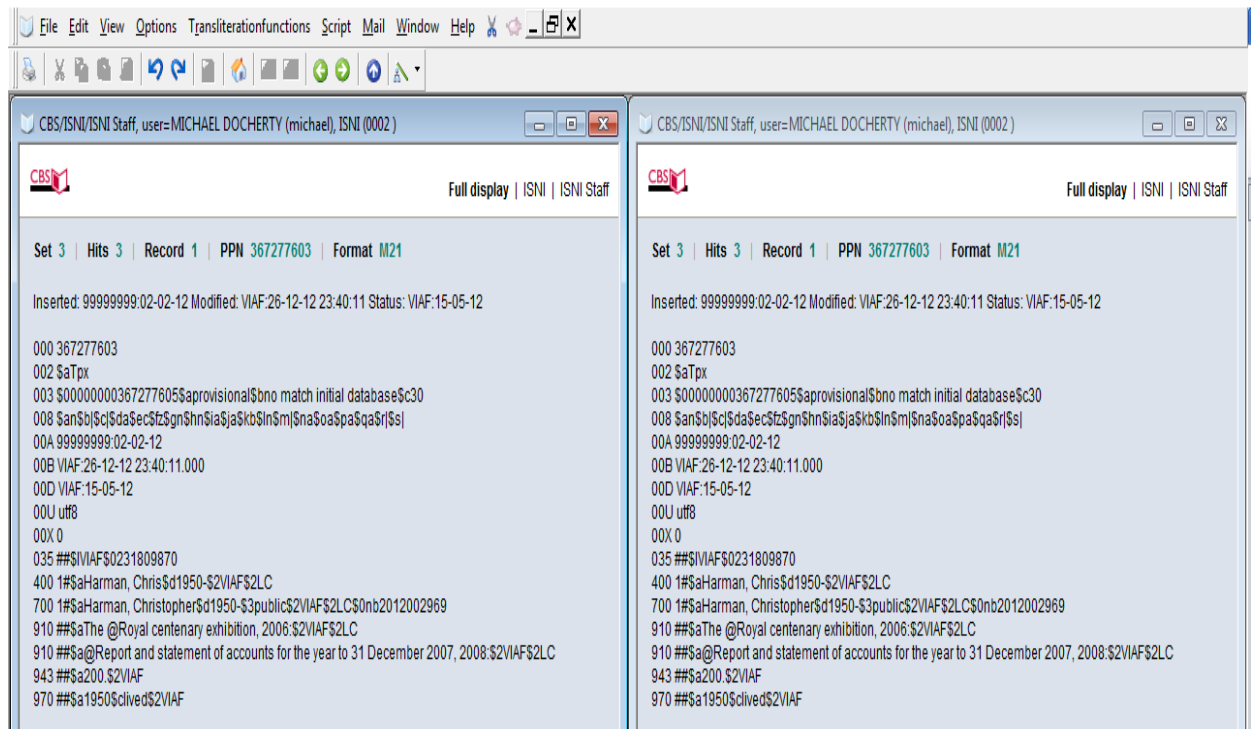 File Edit View Options Transliterationfunctions Script Mail Window Help
CBS/ISNI/ISNI Staff, user=MICHAEL DOCHERTY (michael), ISNI (0002 )
CBS
Full display | ISNI | ISNI Staff
Set 3 | Hits 3 | Record 1 | PPN 367277603 | Format M21
Inserted: 99999999:02-02-12 Modified: VIAF:26-12-12 23:40:11 Status: VIAF:15-05-12
000 367277603
002 $aTpx
003 $00000000367277605$aprovisional$bno match initial database$c30
008 $an$b|$c|$da$ec$fz$gn$hn$ia$ja$kb$ln$m|$na$oa$pa$qa$r|$s|
00A 99999999:02-02-12
00B VIAF:26-12-12 23:40:11.000
00D VIAF:15-05-12
00U utf8
00X 0
035 ##$IVIAF$0231809870
400 1#$aHarman, Chris$d1950-$2VIAF$2LC
700 1#$aHarman, Christopher$d1950-$3public$2VIAF$2LC$0nb2012002969
910 ##$aThe @Royal centenary exhibition, 2006:$2VIAF$2LC
910 ##$a@Report and statement of accounts for the year to 31 December 2007, 2008:$2VIAF$2LC
943 ##$a200.$2VIAF
970 ##$a1950$clived$2VIAF
CBS/ISNI/ISNI Staff, user=MICHAEL DOCHERTY (michael), ISNI (0002 )
CBS
Full display | ISNI | ISNI Staff
Set 3 | Hits 3 | Record 1 | PPN 367277603 | Format M21
Inserted: 99999999:02-02-12 Modified: VIAF:26-12-12 23:40:11 Status: VIAF:15-05-12
000 367277603
002 $aTpx
003 $00000000367277605$aprovisional$bno match initial database$c30
008 $an$b|$c|$da$ec$fz$gn$hn$ia$ja$kb$ln$m|$na$oa$pa$qa$r|$s|
00A 99999999:02-02-12
00B VIAF:26-12-12 23:40:11.000
00D VIAF:15-05-12
00U utf8
00X 0
035 ##$IVIAF$0231809870
400 1#$aHarman, Chris$d1950-$2VIAF$2LC
700 1#$aHarman, Christopher$d1950-$3public$2VIAF$2LC$0nb2012002969
910 ##$aThe @Royal centenary exhibition, 2006:$2VIAF$2LC
910 ##$a@Report and statement of accounts for the year to 31 December 2007, 2008:$2VIAF$2LC
943 ##$a200.$2VIAF
970 ##$a1950$clived$2VIAF